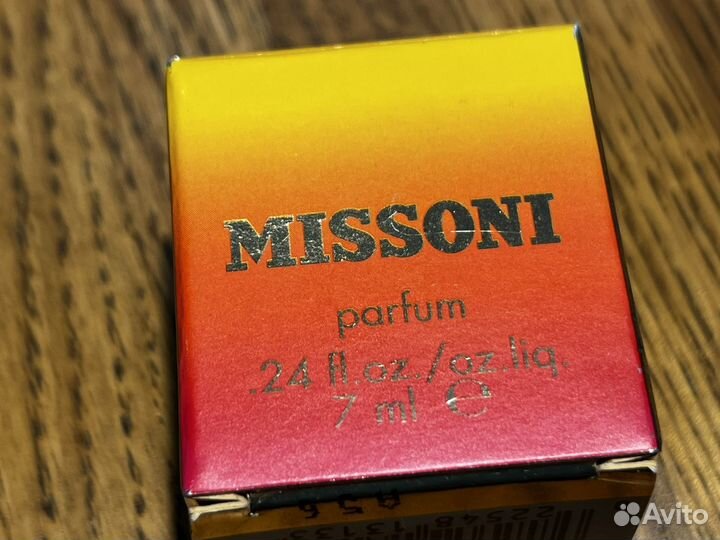 MISSONI
parfum
.24 fl.oz./oz.liq.
7 ml ℮
Avito